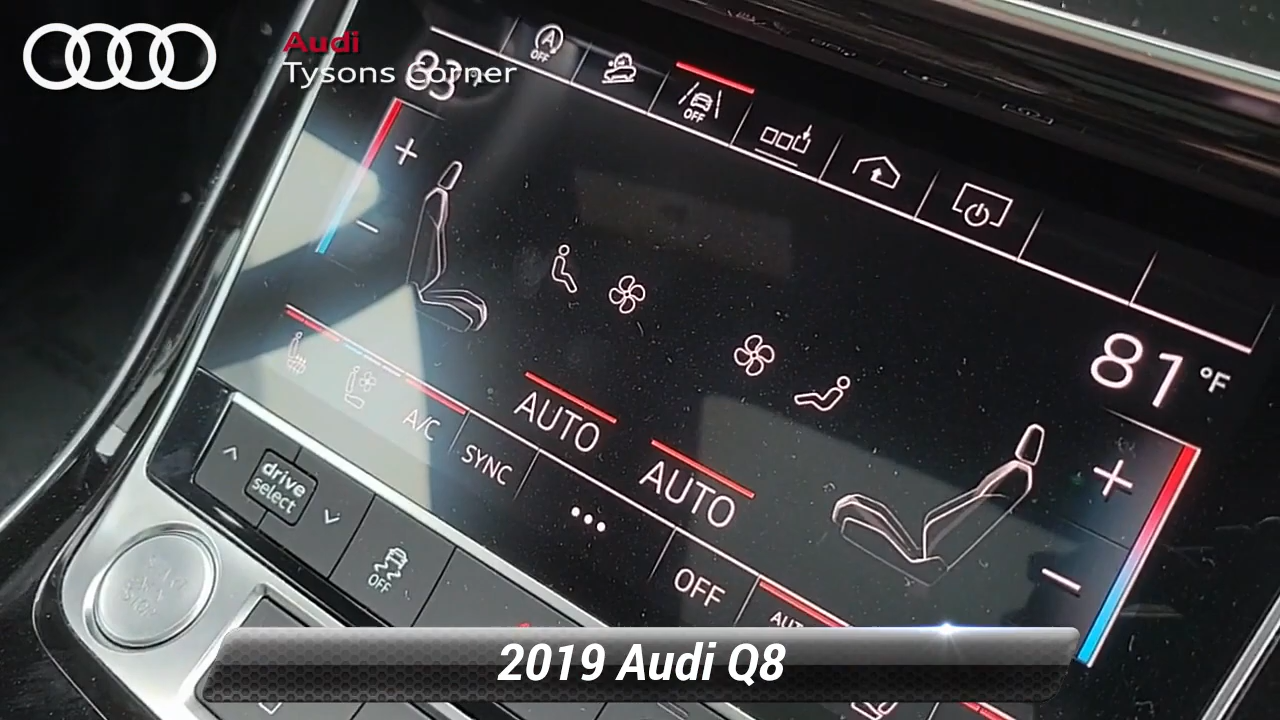 Audi
Tysons Corner
A
OFF
83
OFF
81 °F
A/C
SYNC
AUTO
AUTO
OFF
drive
select
OFF
2019 Audi Q8